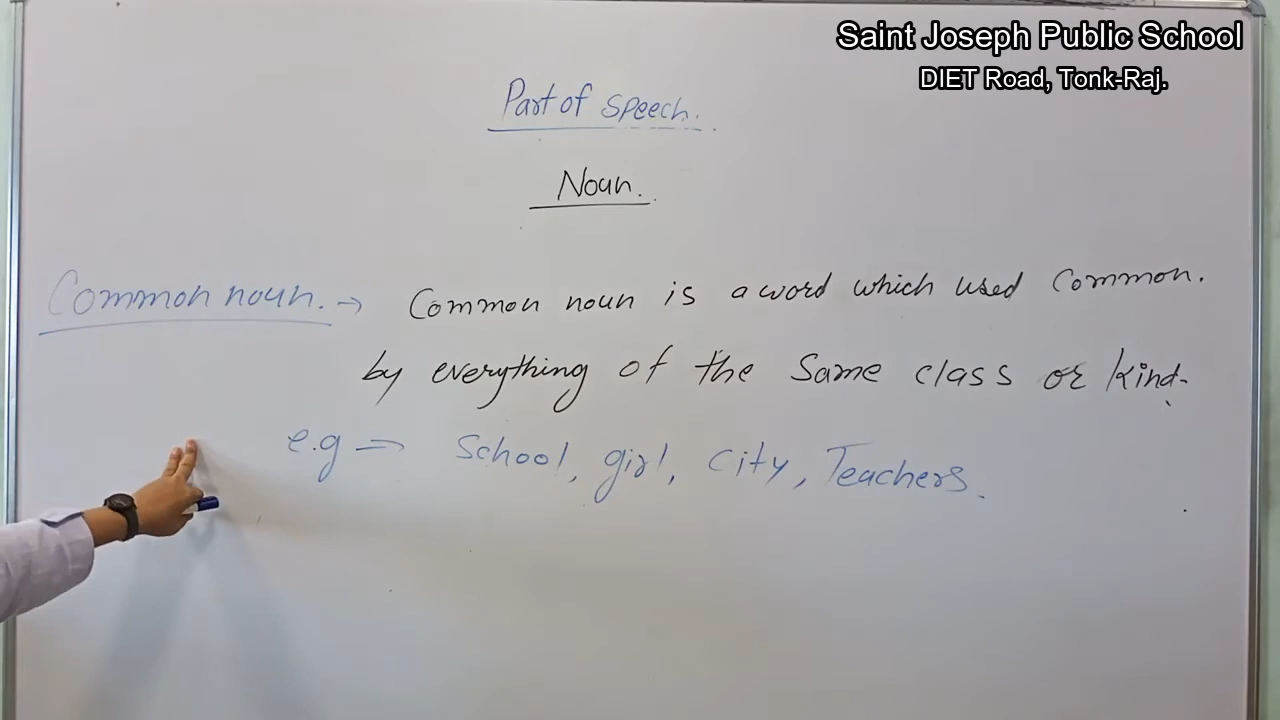 Saint Joseph Public School
DIET Road, Tonk-Raj.
Part of speech.
Noun.
Common noun. → Common noun is a word which used Common.
by everything of the Same class or kind.
e.g ⇒ School, girl, City, Teachers.